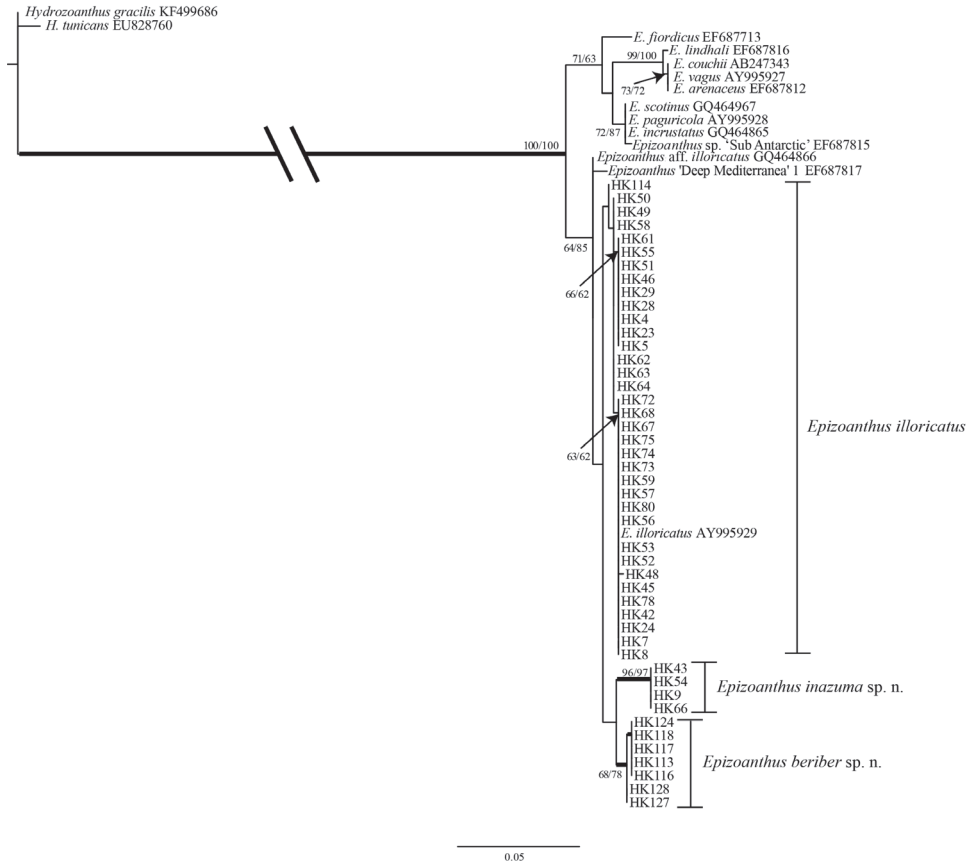 Hydrozoanthus gracilis KF499686
H. tunicans EU828760
E. fiordicus EF687713
E. lindhali EF687816
71/63
99/100
E. couchii AB247343
E. vagus AY995927
73/72
E. arenaceus EF687812
E. scotinus GQ464967
E. paguricola AY995928
72/87
E. incrustatus GQ464865
100/100
Epizoanthus sp. ‘Sub Antarctic’ EF687815
Epizoanthus aff. illoricatus GQ464866
Epizoanthus 'Deep Mediterranea' 1 EF687817
HK114
HK50
HK49
HK58
HK61
64/85
HK55
HK51
HK46
HK29
66/62
HK28
HK4
HK23
HK5
HK62
HK63
HK64
HK72
HK68
HK67
Epizoanthus illoricatus
HK75
HK74
63/62
HK73
HK59
HK57
HK80
HK56
E. illoricatus AY995929
HK53
HK52
HK48
HK45
HK78
HK42
HK24
HK7
HK8
96/97
HK43
HK54
Epizoanthus inazuma sp. n.
HK9
HK66
HK124
HK118
HK117
HK113
Epizoanthus beriber sp. n.
68/78
HK116
HK128
HK127
0.05